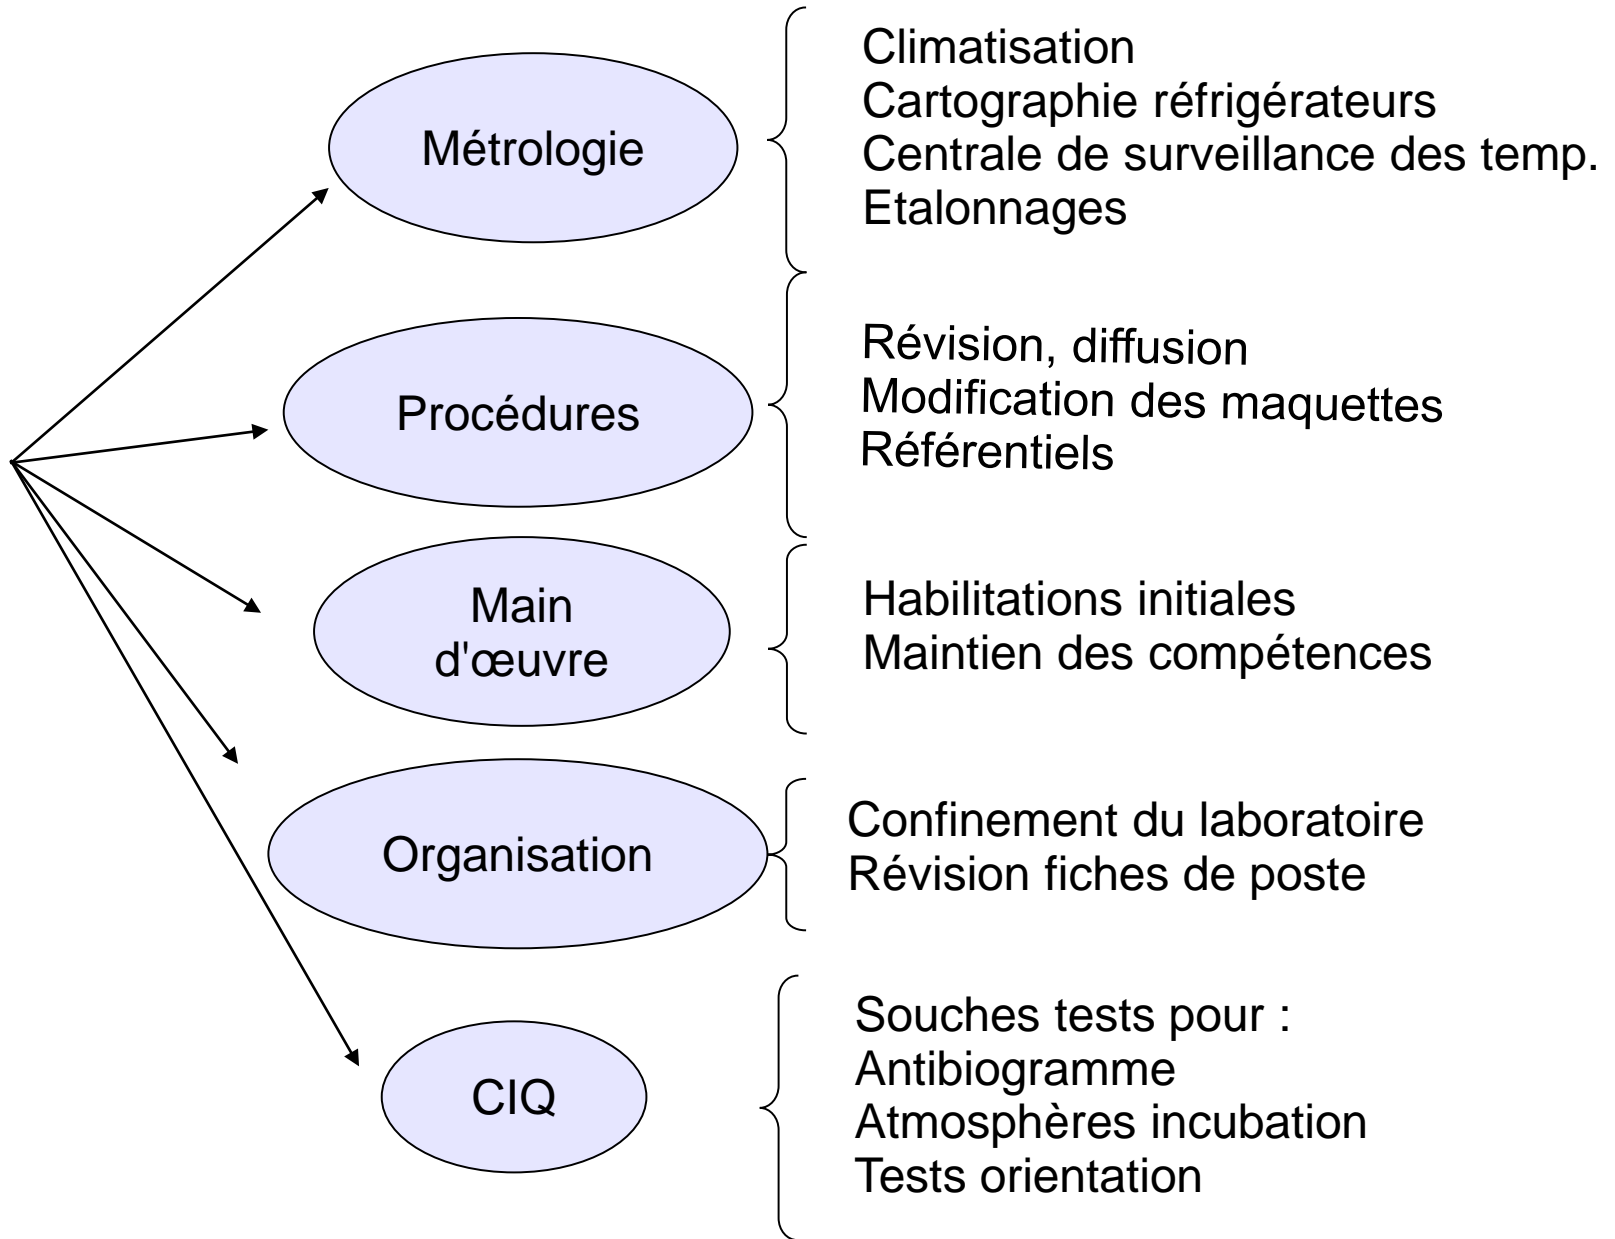 Métrologie
Climatisation
Cartographie réfrigérateurs
Centrale de surveillance des temp.
Etalonnages
Procédures
Révision, diffusion
Modification des maquettes
Référentiels
Main
d'œuvre
Habilitations initiales
Maintien des compétences
Organisation
Confinement du laboratoire
Révision fiches de poste
CIQ
Souches tests pour :
Antibiogramme
Atmosphères incubation
Tests orientation